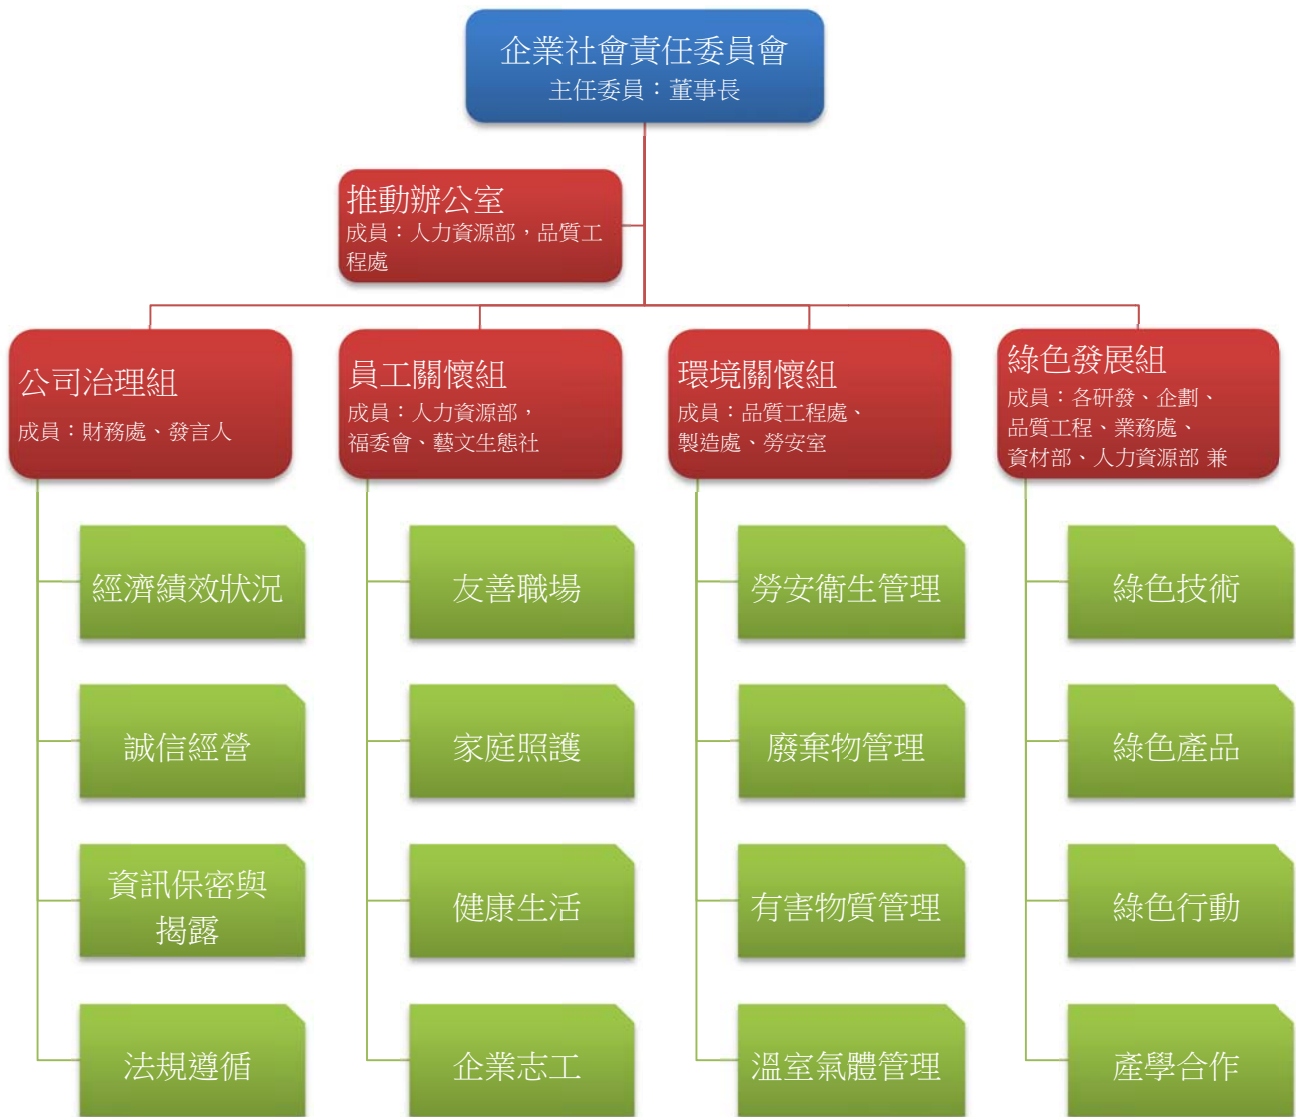 企業社會責任委員會
主任委員：董事長
推動辦公室
成員：人力資源部，品質工
程處
公司治理組
成員：財務處、發言人
員工關懷組
成員：人力資源部，
福委會、藝文生態社
環境關懷組
成員：品質工程處、
製造處、勞安室
綠色發展組
成員：各研發、企劃、
品質工程、業務處、
資材部、人力資源部 兼
經濟績效狀況
誠信經營
資訊保密與
揭露
法規遵循
友善職場
家庭照護
健康生活
企業志工
勞安衛生管理
廢棄物管理
有害物質管理
溫室氣體管理
綠色技術
綠色產品
綠色行動
產學合作